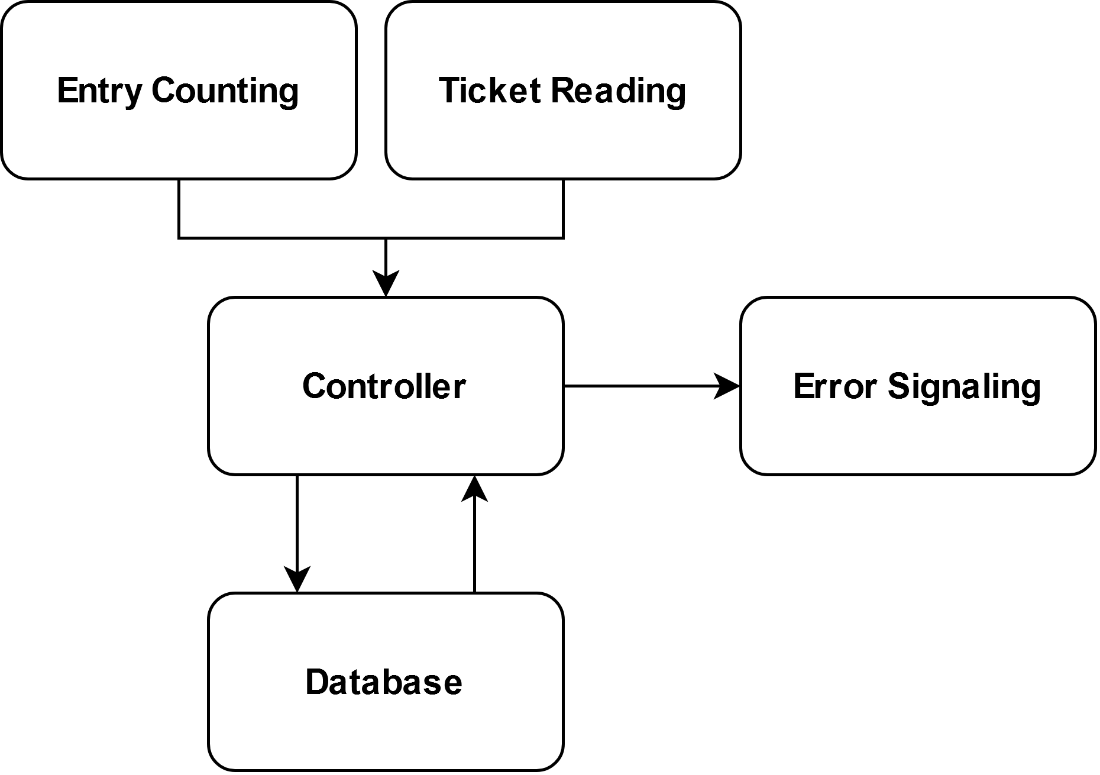 Entry Counting
Ticket Reading
Controller
Error Signaling
Database